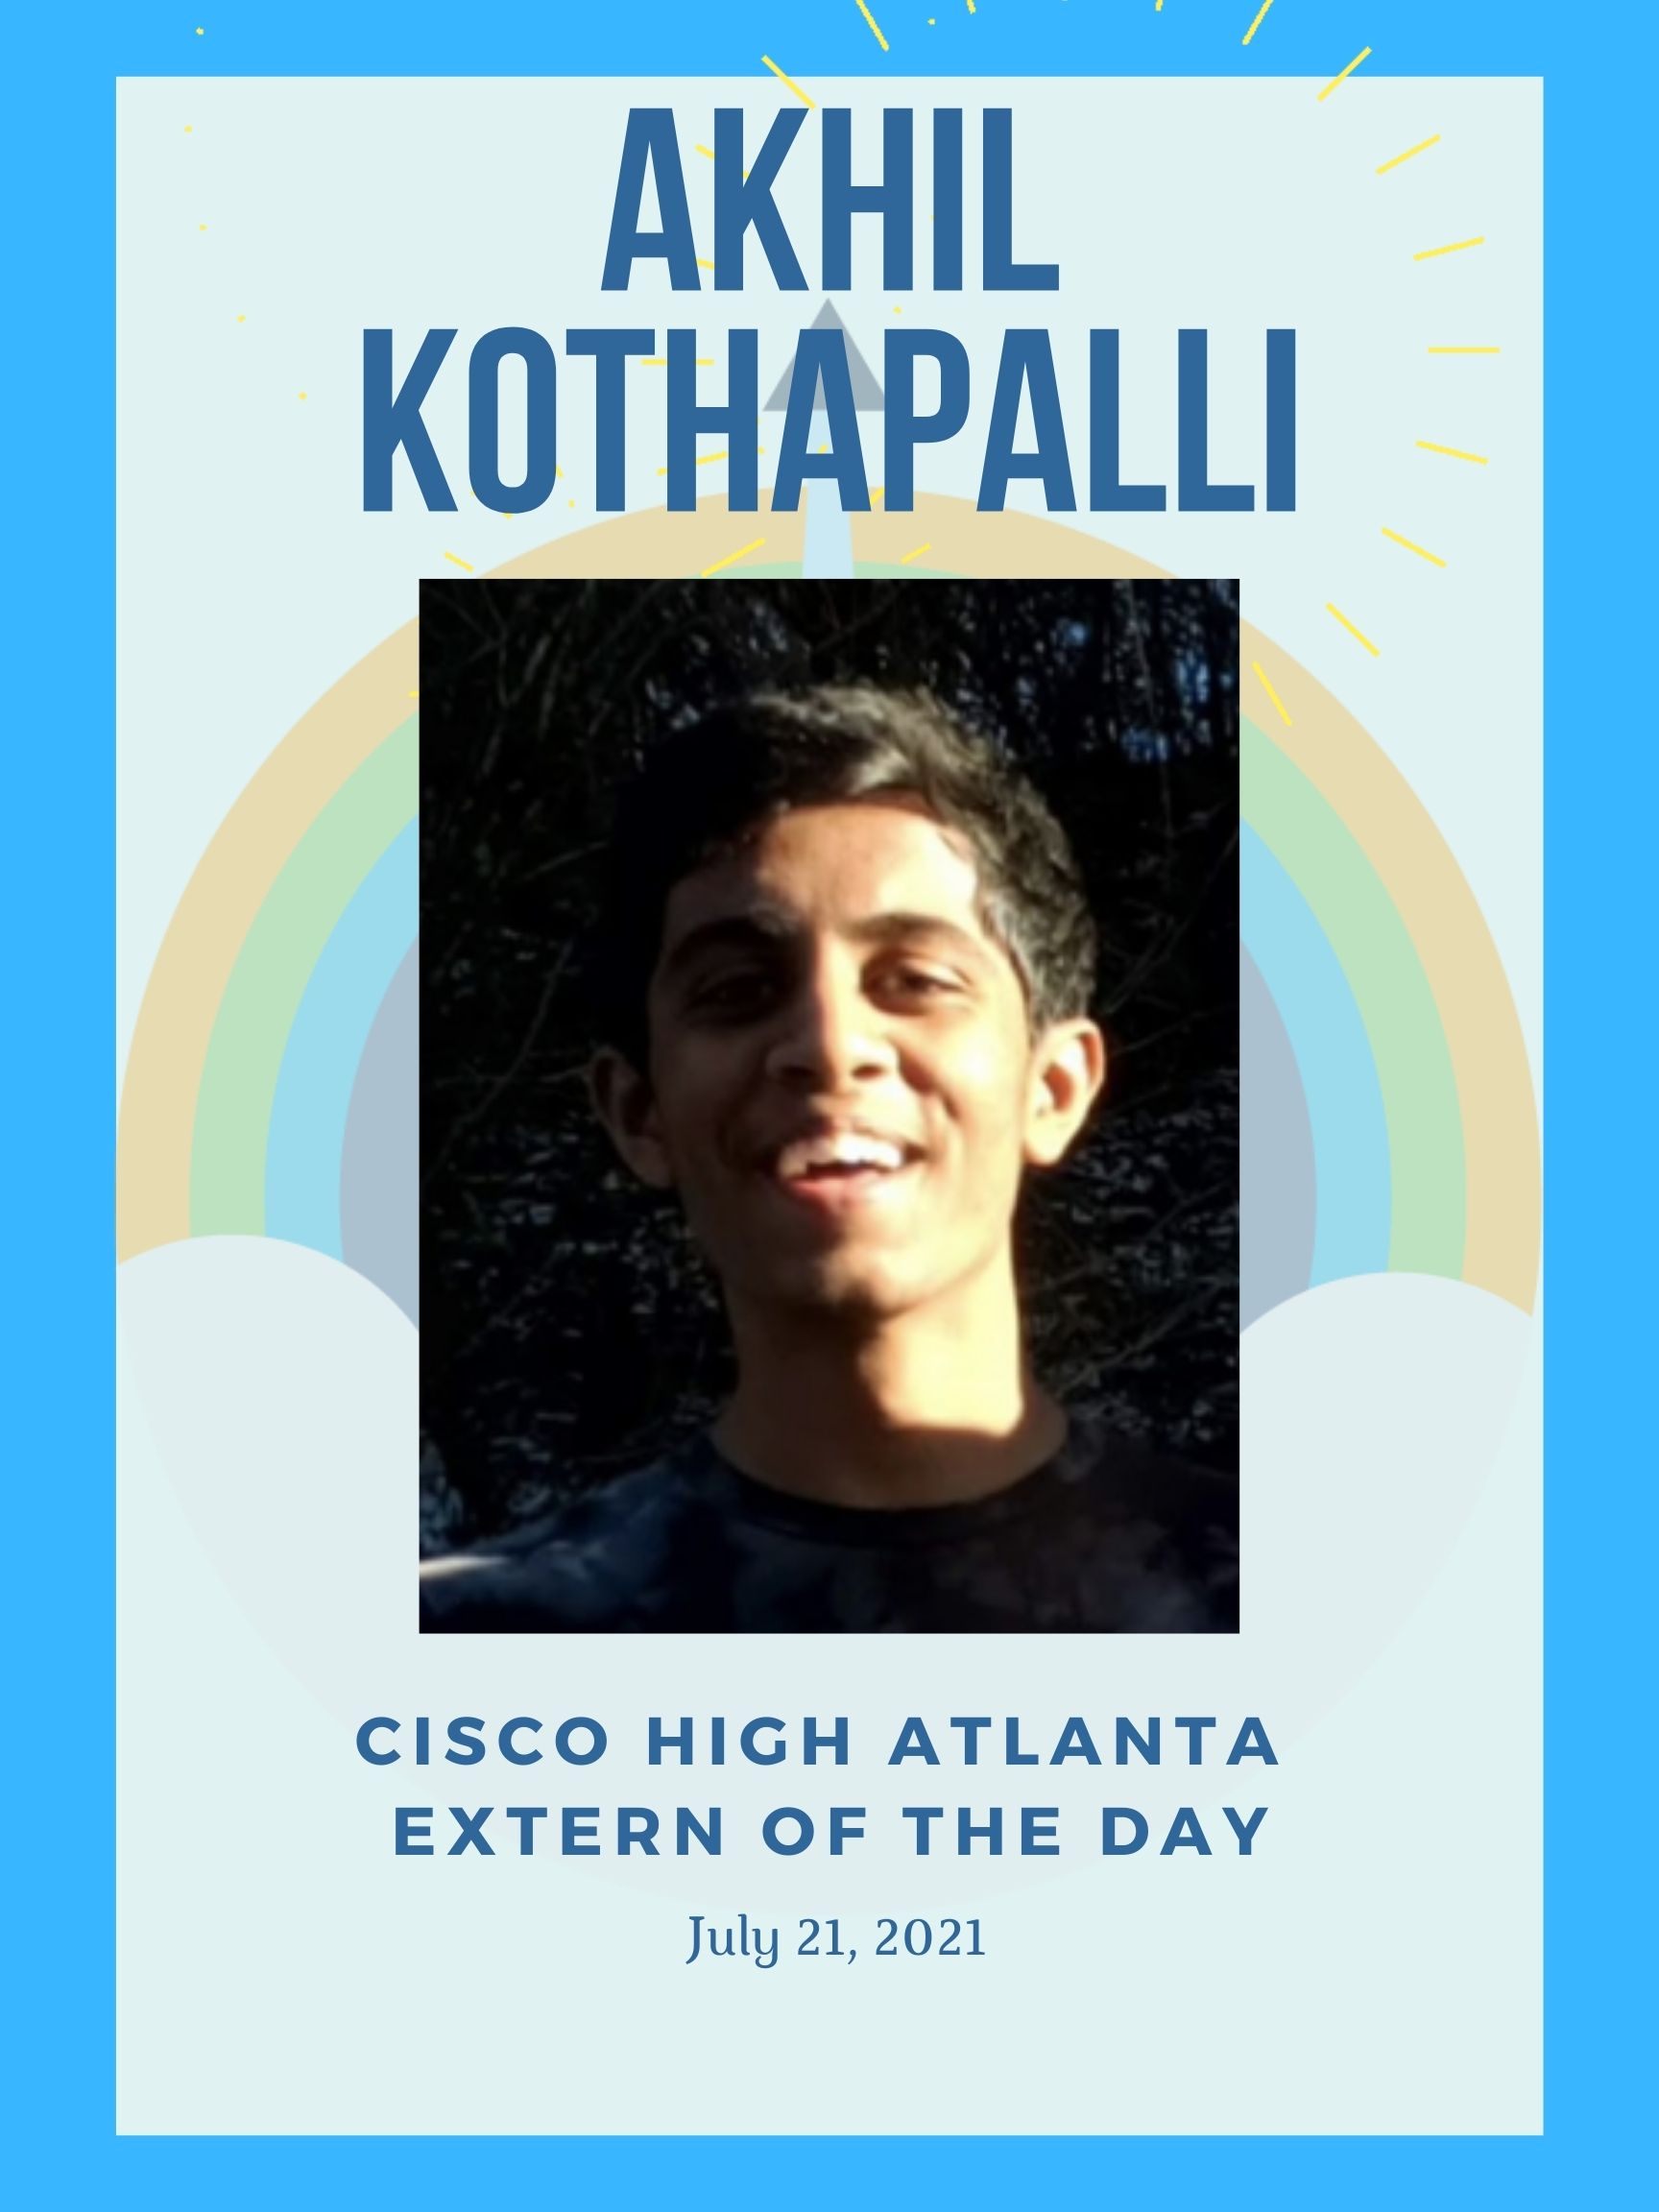 AKHIL
KOTHAPALLI
CISCO HIGH ATLANTA
EXTERN OF THE DAY
July 21, 2021